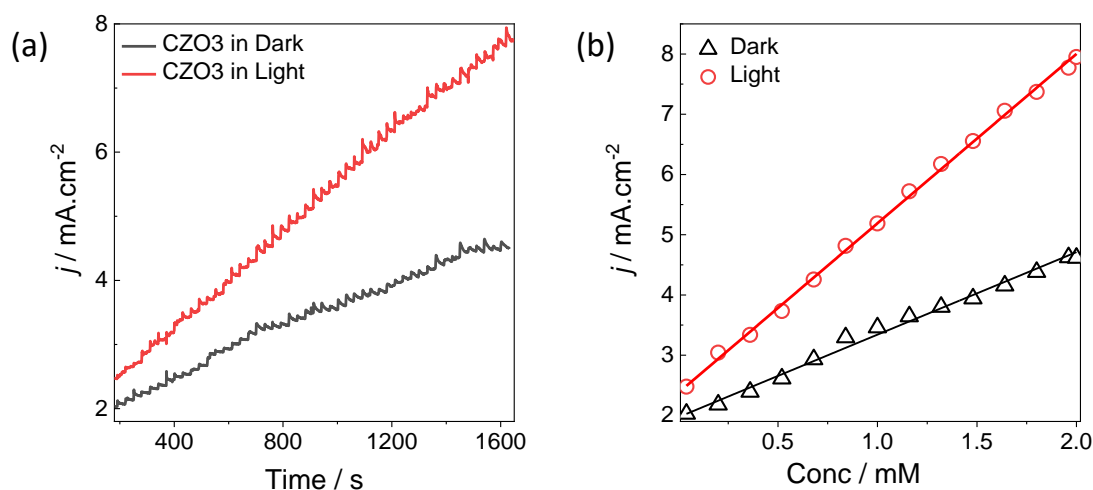 (a)
CZO3 in Dark
CZO3 in Light
8
6
4
2
j / mA.cm-2
400
800
1200
1600
Time / s
(b)
Dark
Light
8
7
6
5
4
3
2
j / mA.cm-2
0.5
1.0
1.5
2.0
Conc / mM